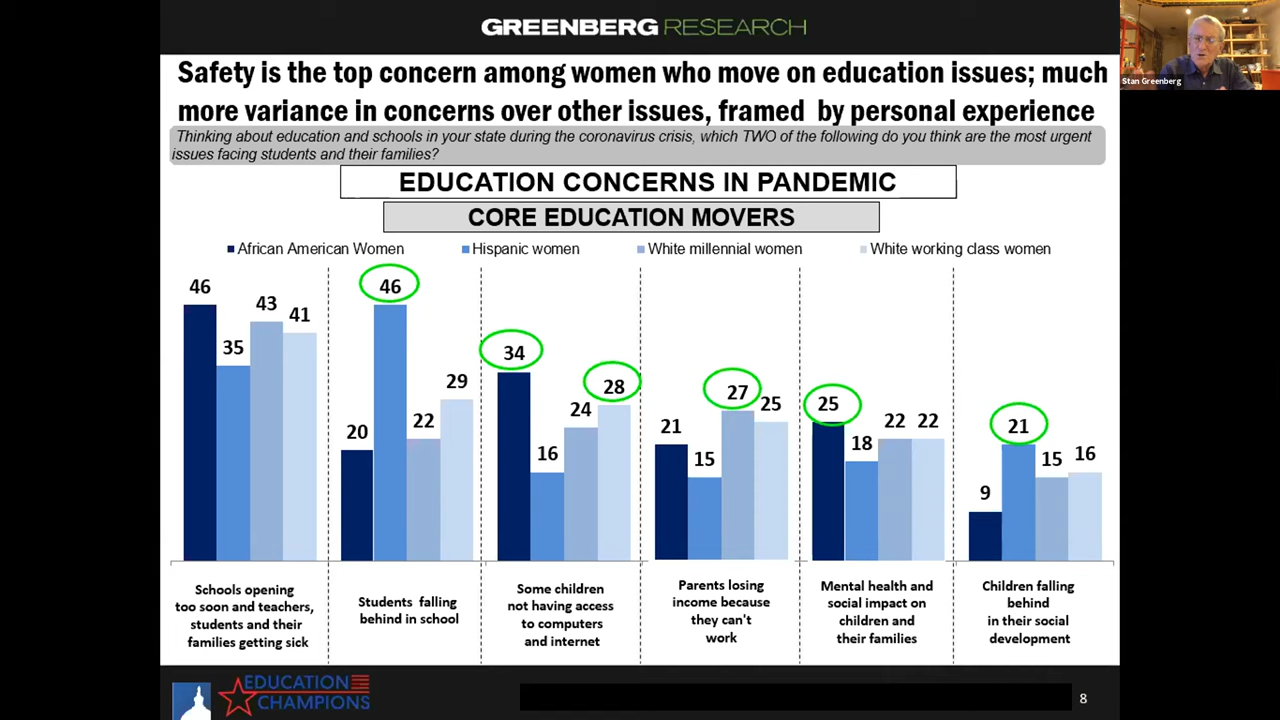 GREENBERG RESEARCH
Stan Greenberg
Safety is the top concern among women who move on education issues; much
more variance in concerns over other issues, framed by personal experience
Thinking about education and schools in your state during the coronavirus crisis, which TWO of the following do you think are the most urgent
issues facing students and their families?
EDUCATION CONCERNS IN PANDEMIC
CORE EDUCATION MOVERS
African American Women
Hispanic women
White millennial women
White working class women
46
35
43
41
20
46
22
29
34
16
24
28
21
15
27
25
25
18
22
22
9
21
15
16
Schools opening
too soon and teachers,
students and their
families getting sick
Students falling
behind in school
Some children
not having access
to computers
and internet
Parents losing
income because
they can't
work
Mental health and
social impact on
children and
their families
Children falling
behind
in their social
development
EDUCATION
CHAMPIONS
8